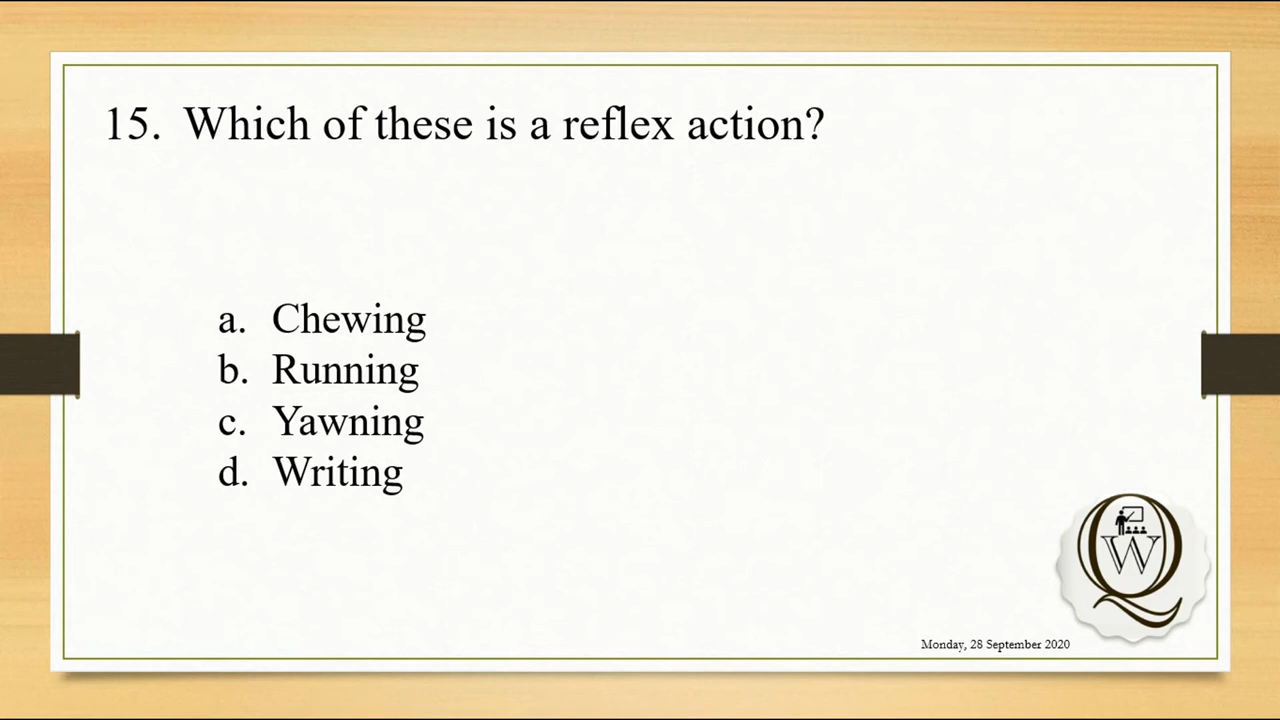 15. Which of these is a reflex action?
a. Chewing
b. Running
c. Yawning
d. Writing
QW
Monday, 28 September 2020